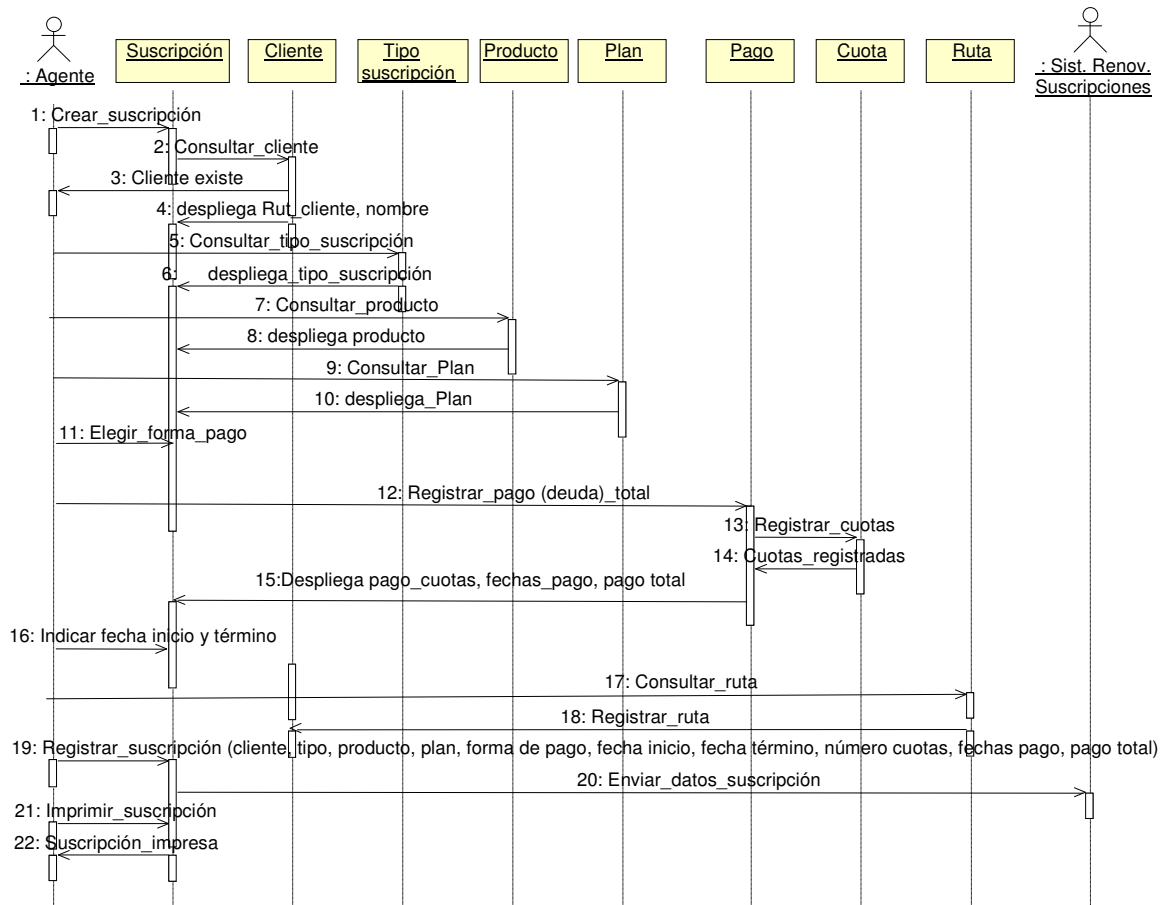 Suscripción
Cliente
Tipo
suscripción
Producto
Plan
Pago
Cuota
Ruta
: Agente
: Sist. Renov.
Suscripciones
1: Crear_suscripción
2: Consultar_cliente
3: Cliente existe
4: despliega Rut_cliente, nombre
5: Consultar_tipo_suscripción
6: despliega_tipo_suscripción
7: Consultar_producto
8: despliega producto
9: Consultar_Plan
10: despliega_Plan
11: Elegir_forma_pago
12: Registrar_pago (deuda)_total
13: Registrar_cuotas
14: Cuotas_registradas
15:Despliega pago_cuotas, fechas_pago, pago total
16: Indicar fecha inicio y término
17: Consultar_ruta
18: Registrar_ruta
19: Registrar_suscripción (cliente, tipo, producto, plan, forma de pago, fecha inicio, fecha término, número cuotas, fechas pago, pago total)
20: Enviar_datos_suscripción
21: Imprimir_suscripción
22: Suscripción_impresa